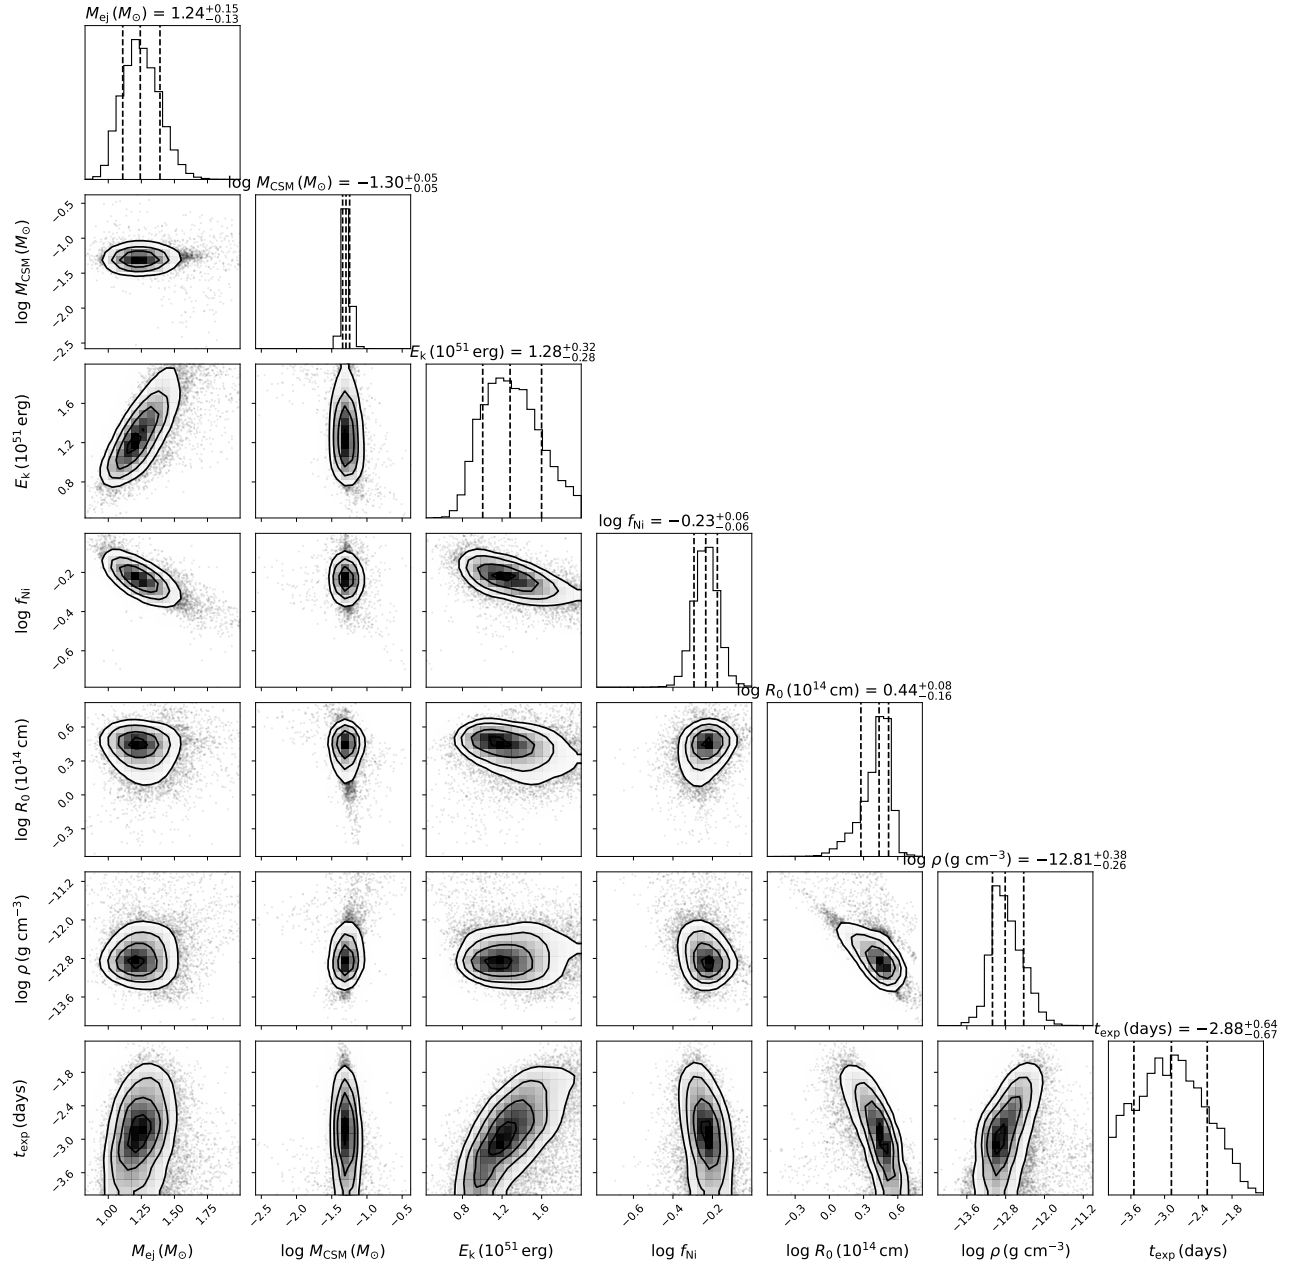 M_ej (M_⊙) = 1.24^{+0.15}_{−0.13}
log M_CSM (M_⊙) = −1.30^{+0.05}_{−0.05}
−0.5
−1.0
−1.5
−2.0
−2.5
log M_CSM (M_⊙)
E_k (10^51 erg) = 1.28^{+0.32}_{−0.28}
1.6
1.2
0.8
E_k (10^51 erg)
log f_Ni = −0.23^{+0.06}_{−0.06}
−0.2
−0.4
−0.6
log f_Ni
log R_0 (10^14 cm) = 0.44^{+0.08}_{−0.16}
0.6
0.3
0.0
−0.3
log R_0 (10^14 cm)
log ρ (g cm^−3) = −12.81^{+0.38}_{−0.26}
−11.2
−12.0
−12.8
−13.6
log ρ (g cm^−3)
t_exp (days) = −2.88^{+0.64}_{−0.67}
−1.8
−2.4
−3.0
−3.6
t_exp (days)
1.00 1.25 1.50 1.75 −2.5 −2.0 −1.5 −1.0 −0.5 0.8 1.2 1.6 −0.6 −0.4 −0.2 −0.3 0.0 0.3 0.6 −13.6 −12.8 −12.0 −11.2 −3.6 −3.0 −2.4 −1.8
M_ej (M_⊙) log M_CSM (M_⊙) E_k (10^51 erg) log f_Ni log R_0 (10^14 cm) log ρ (g cm^−3) t_exp (days)